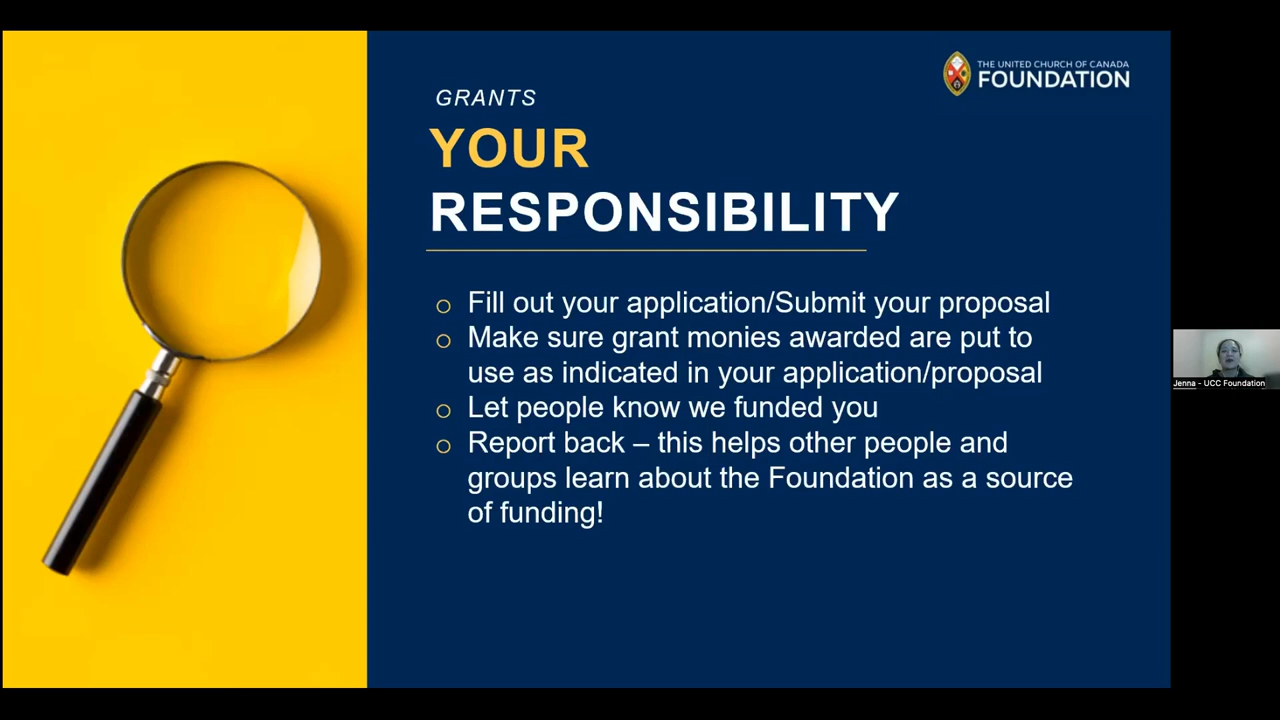 THE UNITED CHURCH OF CANADA
FOUNDATION
GRANTS
YOUR
RESPONSIBILITY
o Fill out your application/Submit your proposal
o Make sure grant monies awarded are put to
use as indicated in your application/proposal
o Let people know we funded you
o Report back – this helps other people and
groups learn about the Foundation as a source
of funding!
Jenna - UCC Foundation